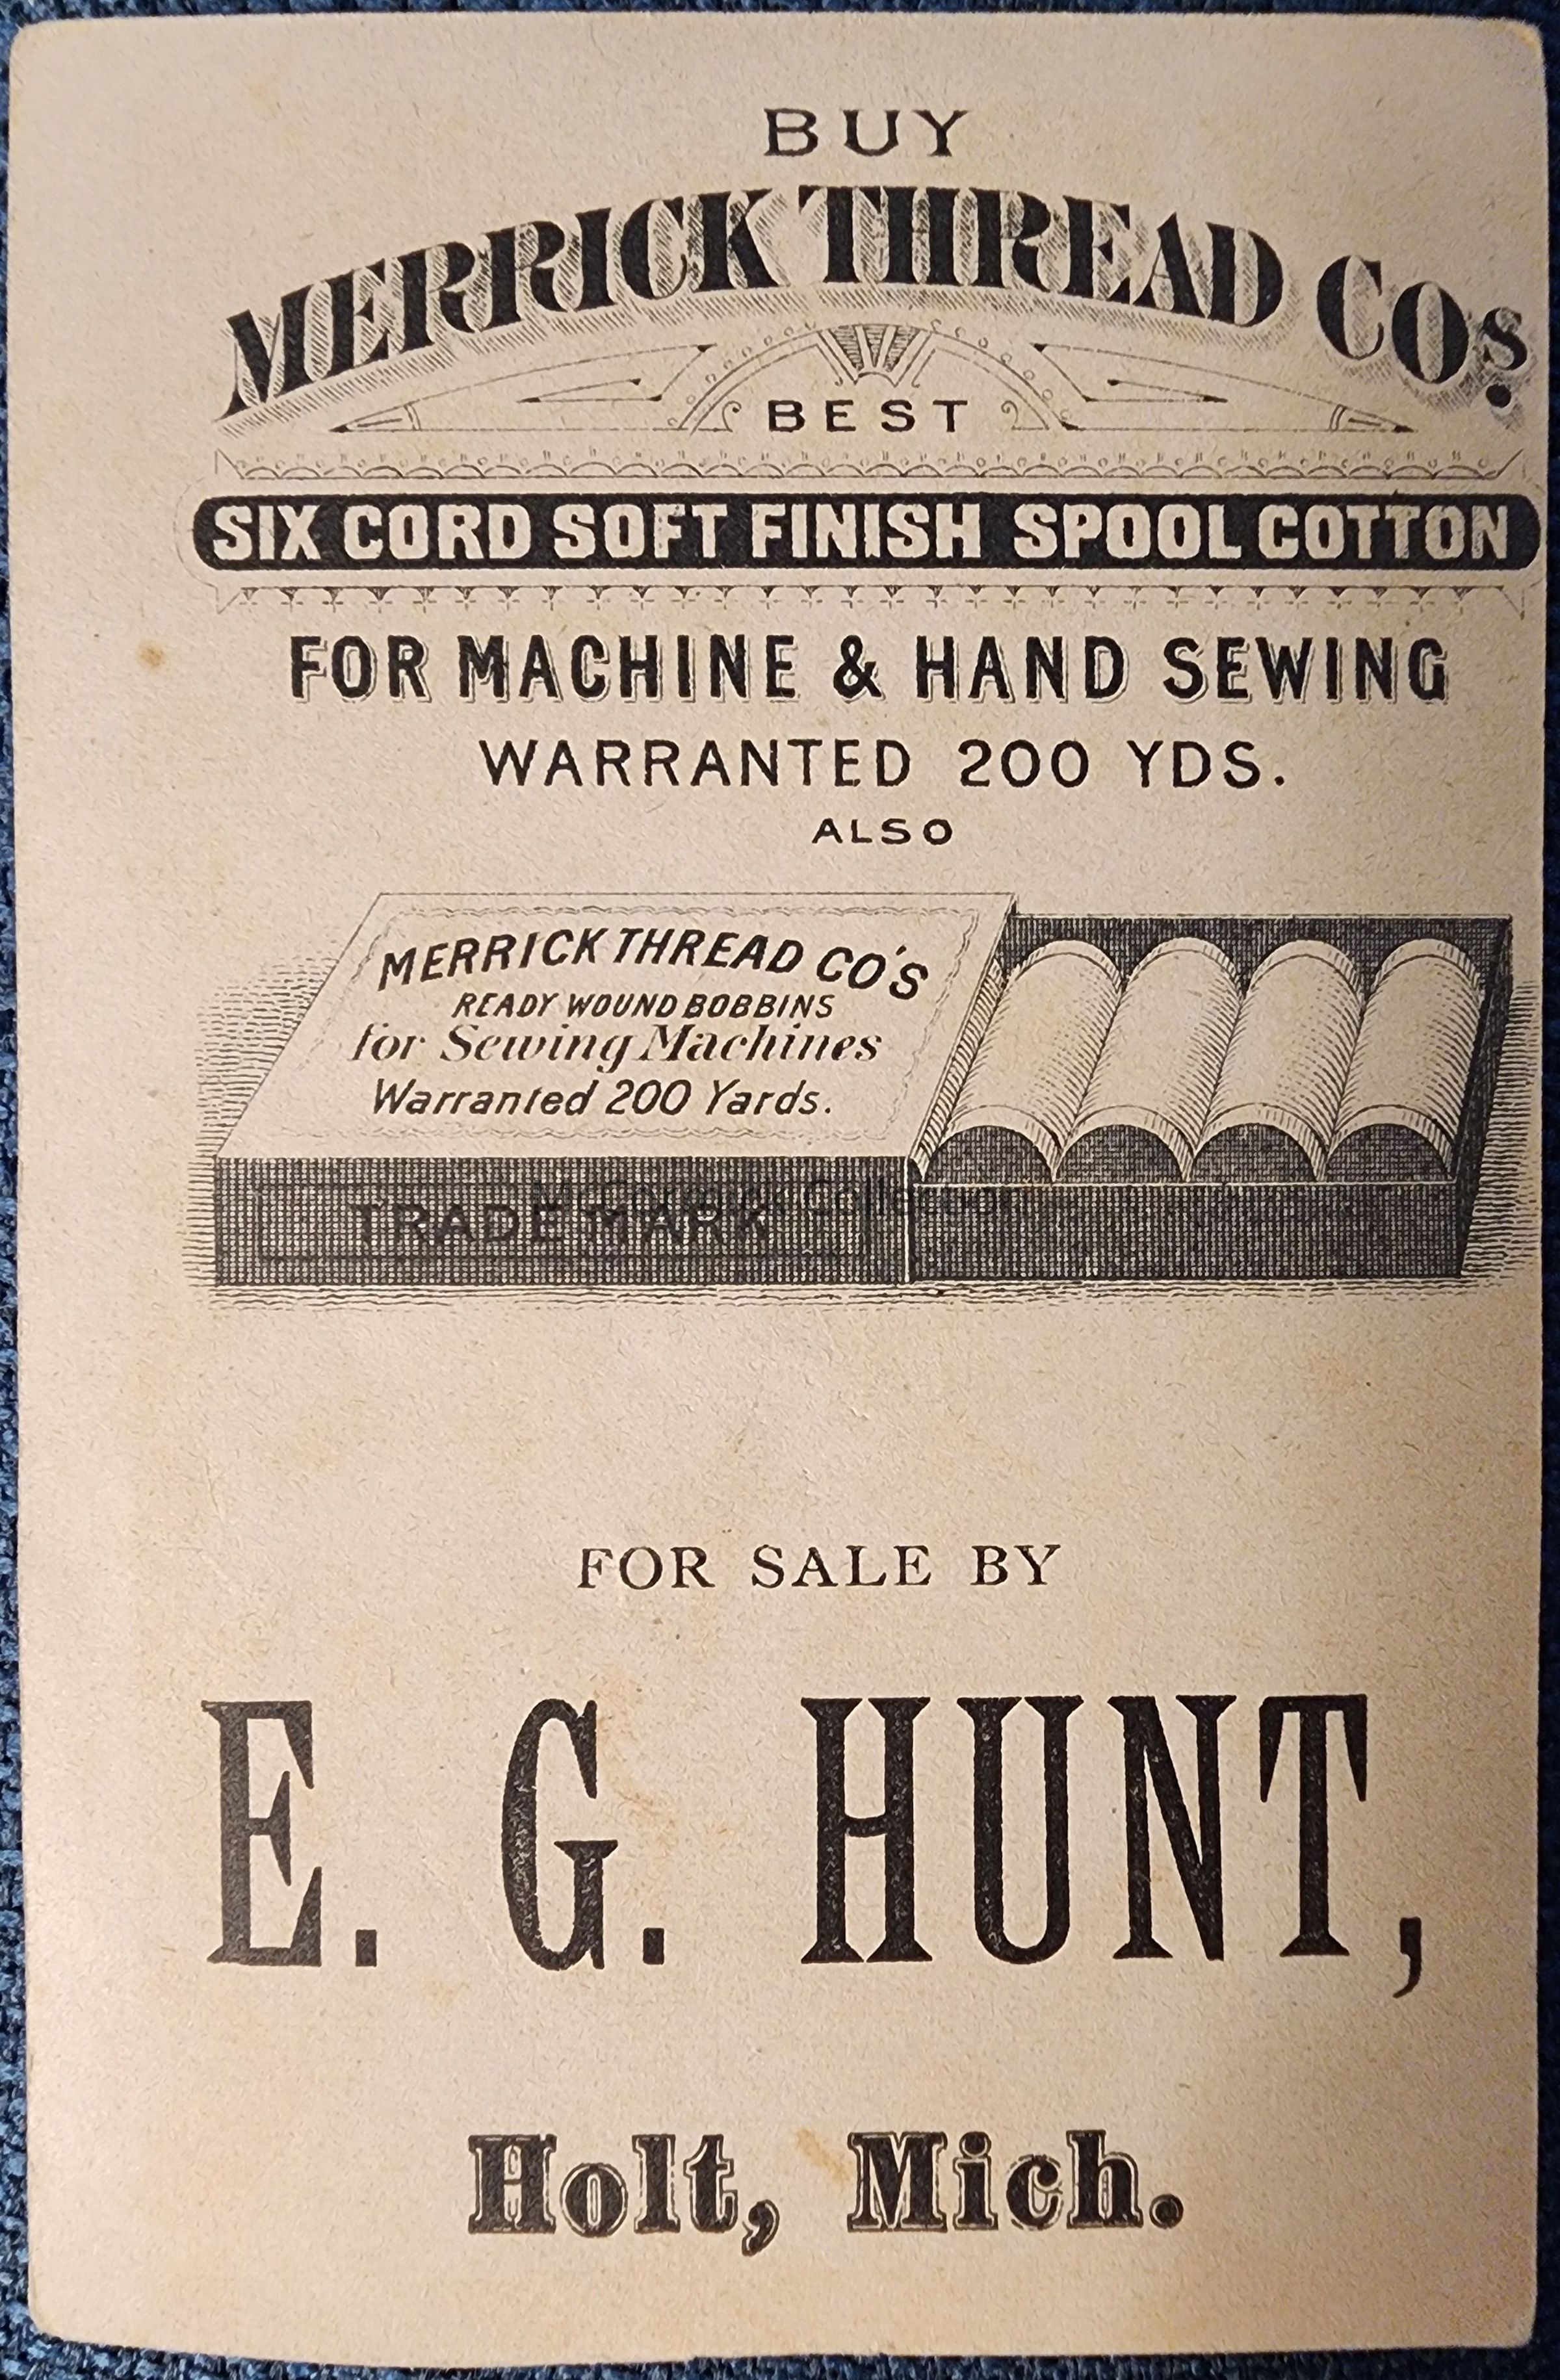 BUY
MERRICK THREAD CO's
BEST
SIX CORD SOFT FINISH SPOOL COTTON
FOR MACHINE & HAND SEWING
WARRANTED 200 YDS.
ALSO
MERRICK THREAD CO'S
READY WOUND BOBBINS
for Sewing Machines
Warranted 200 Yards.
McCormick Collection
TRADE MARK
FOR SALE BY
E. G. HUNT,
Holt, Mich.